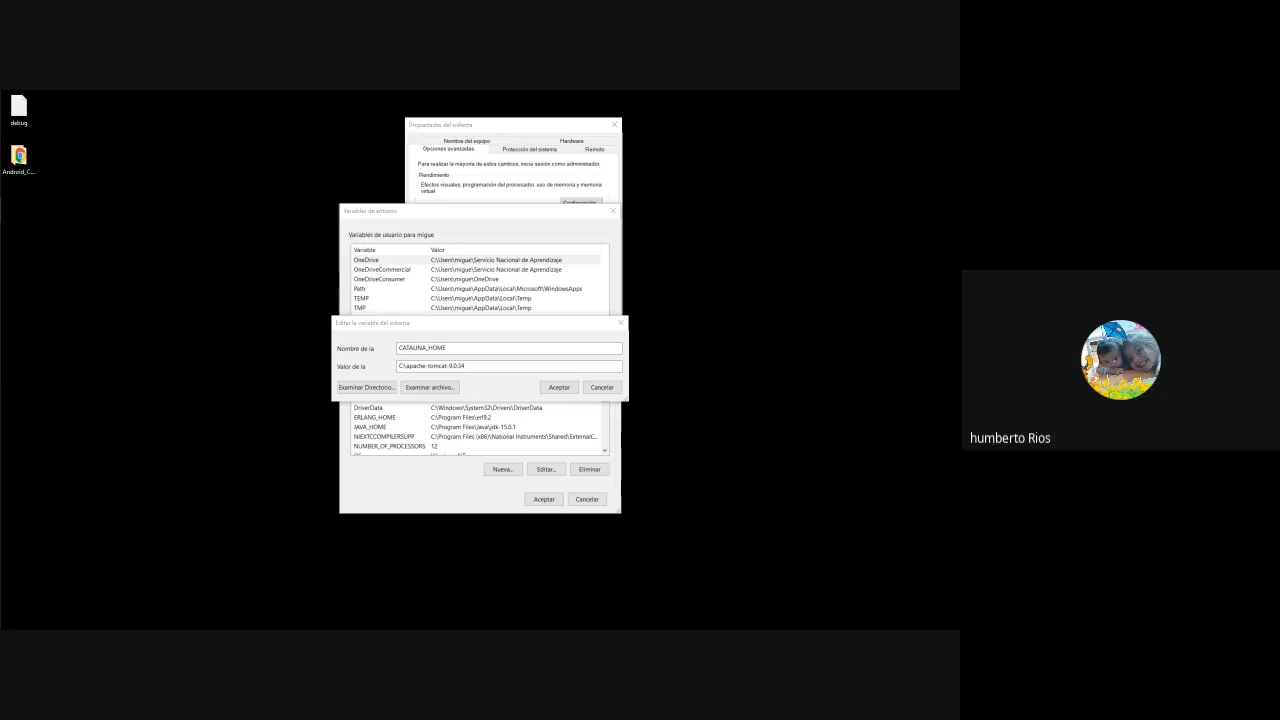 debug
Android_C...
Propiedades del sistema
Nombre del equipo
Hardware
Opciones avanzadas
Protección del sistema
Remoto
Para realizar la mayoría de estos cambios, inicie sesión como administrador.
Rendimiento
Efectos visuales, programación del procesador, uso de memoria y memoria
virtual
Configuración...
Variables de entorno
Variables de usuario para migue
Variable Valor
OneDrive C:\Users\migue\Servicio Nacional de Aprendizaje
OneDriveCommercial C:\Users\migue\Servicio Nacional de Aprendizaje
OneDriveConsumer C:\Users\migue\OneDrive
Path C:\Users\migue\AppData\Local\Microsoft\WindowsApps
TEMP C:\Users\migue\AppData\Local\Temp
TMP C:\Users\migue\AppData\Local\Temp
Editar la variable del sistema
Nombre de la CATALINA_HOME
Valor de la C:\apache-tomcat-9.0.34
Examinar Directorio... Examinar archivo... Aceptar Cancelar
DriverData C:\Windows\System32\Drivers\DriverData
ERLANG_HOME C:\Program Files\erl9.2
JAVA_HOME C:\Program Files\Java\jdk-15.0.1
NIEXTCCOMPILERSUPP C:\Program Files (x86)\National Instruments\Shared\ExternalC...
NUMBER_OF_PROCESSORS 12
Nueva... Editar... Eliminar
Aceptar Cancelar
humberto Rios